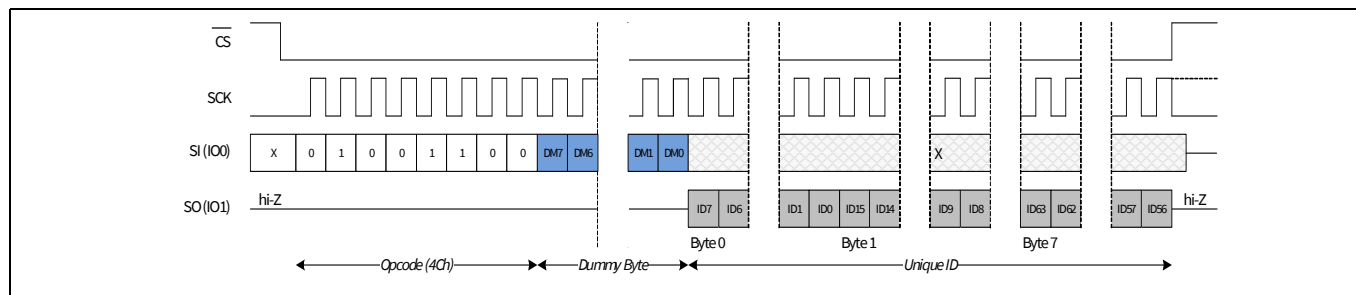 CS
SCK
SI (IO0) X 0 1 0 0 1 1 0 0 DM7 DM6 DM1 DM0 X
hi-Z hi-Z
SO (IO1) ID7 ID6 ID1 ID0 ID15 ID14 ID9 ID8 ID63 ID62 ID57 ID56
Byte 0 Byte 1 Byte 7
Opcode (4Ch) Dummy Byte Unique ID